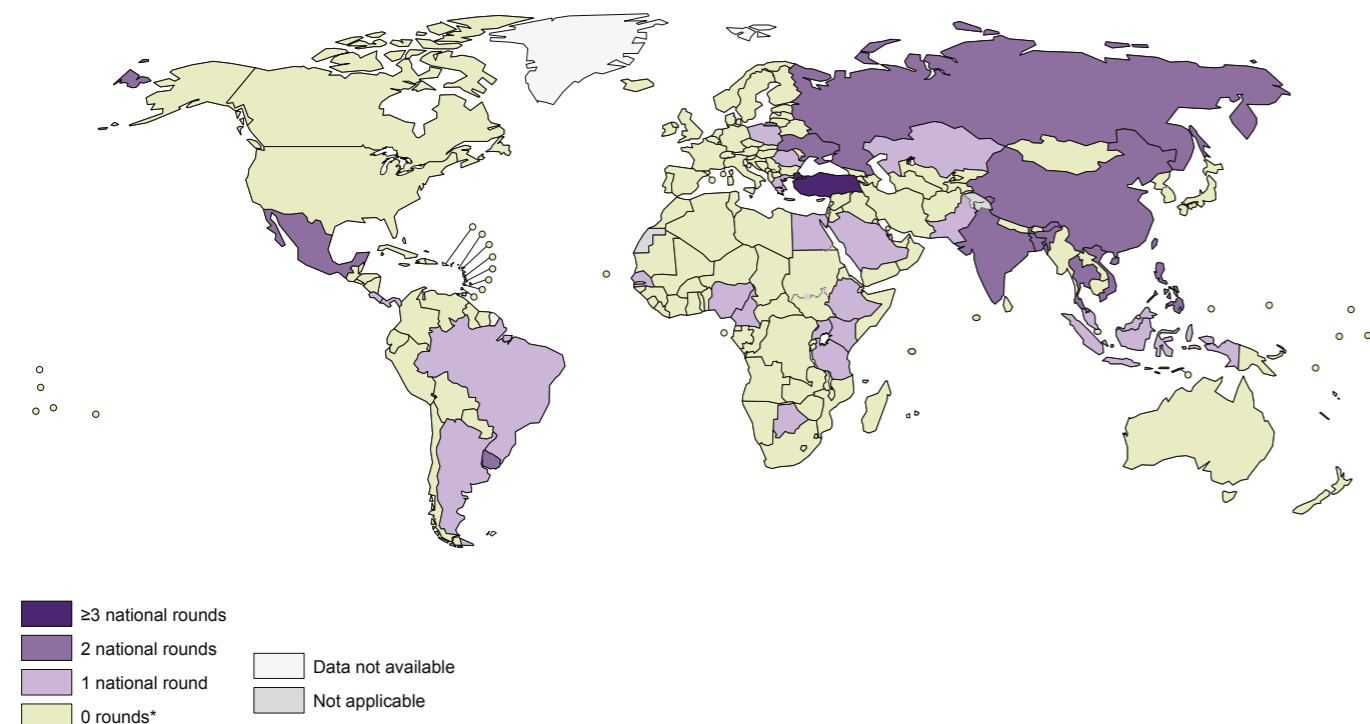 ≥3 national rounds
2 national rounds
1 national round
0 rounds*
Data not available
Not applicable